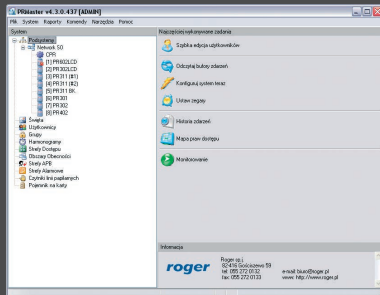 PRMaster v4.3.0.437 [ADMIN]
Plik System Raporty Komendy Narzędzia Pomoc
System
Podsystemy
Network SO
CPR
[1] PR602LCD
[2] PR302LCD
[3] PR311 (#1)
[4] PR311 (#2)
[5] PR311BK
[6] PR301
[7] PR302
[8] PR402
Święta
Użytkownicy
Grupy
Harmonogramy
Strefy Dostępu
Obszary Obecności
Strefy APB
Strefy Alarmowe
Czytniki linii papilarnych
Pojemnik na karty
Najczęściej wykonywane zadania
Szybka edycja użytkowników
Odczytaj bufory zdarzeń
Konfiguruj system teraz
Ustaw zegary
Historia zdarzeń
Mapa praw dostępu
Monitorowanie
Informacja
roger
Roger sp.j.
82-416 Gościszewo 59
tel: 055 272 0132
fax: 055 272 0133
e-mail: biuro@roger.pl
www: http://www.roger.pl